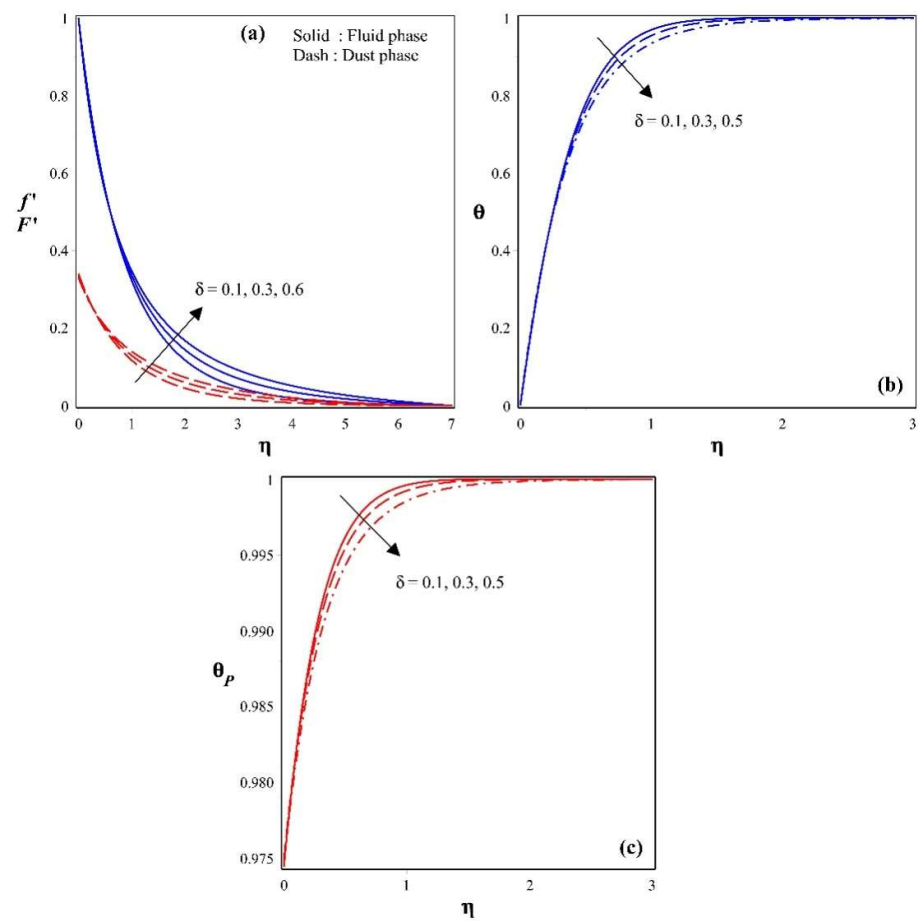 (a)
Solid : Fluid phase
Dash : Dust phase
1
0.8
0.6
0.4
0.2
0
f'
F'
δ = 0.1, 0.3, 0.6
0 1 2 3 4 5 6 7
η
1
0.8
0.6
0.4
0.2
0
θ
δ = 0.1, 0.3, 0.5
(b)
0 1 2 3
η
1
0.995
0.990
0.985
0.980
0.975
θP
δ = 0.1, 0.3, 0.5
(c)
0 1 2 3
η